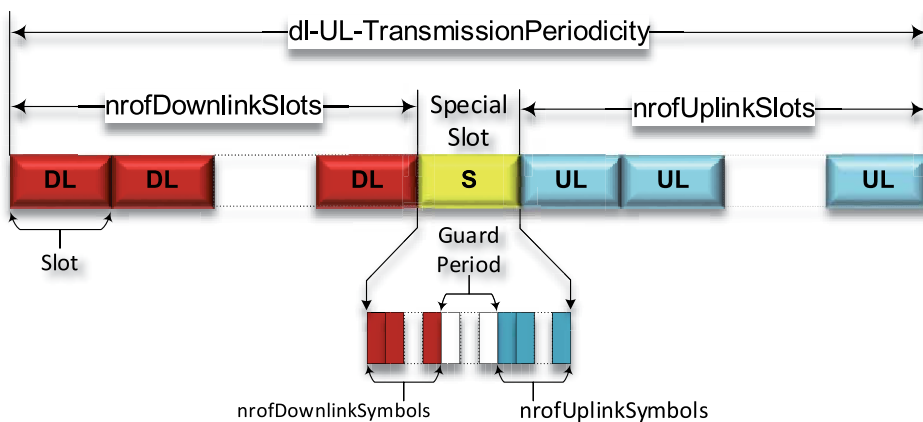 dl-UL-TransmissionPeriodicity
nrofDownlinkSlots
Special
Slot
nrofUplinkSlots
DL DL DL S UL UL UL
Slot
Guard
Period
nrofDownlinkSymbols
nrofUplinkSymbols